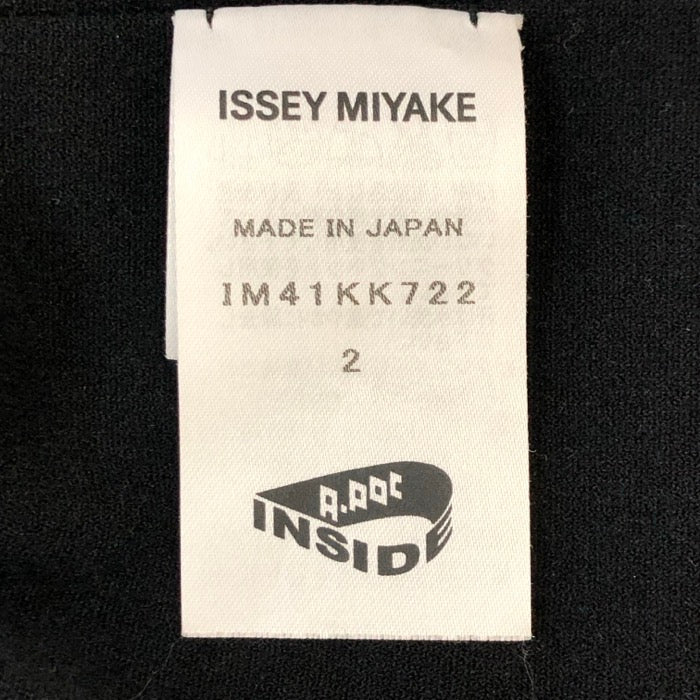 ISSEY MIYAKE
MADE IN JAPAN
IM41KK722
2
A-POC
INSIDE